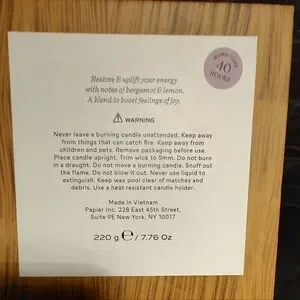 BURN TIME
40
HOURS
Restore & uplift your energy
with notes of bergamot & lemon.
A blend to boost feelings of joy.
WARNING
Never leave a burning candle unattended. Keep away
from things that can catch fire. Keep away from
children and pets. Remove packaging before use.
Place candle upright. Trim wick to 5mm. Do not burn
in a draught. Do not move a burning candle. Snuff out
the flame. Do not blow it out. Never use liquid to
extinguish. Keep wax pool clear of matches and
debris. Use a heat resistant candle holder.
Made in Vietnam
Papier Inc, 228 East 45th Street,
Suite 9E New York, NY 10017
220 g ℮ / 7.76 Oz